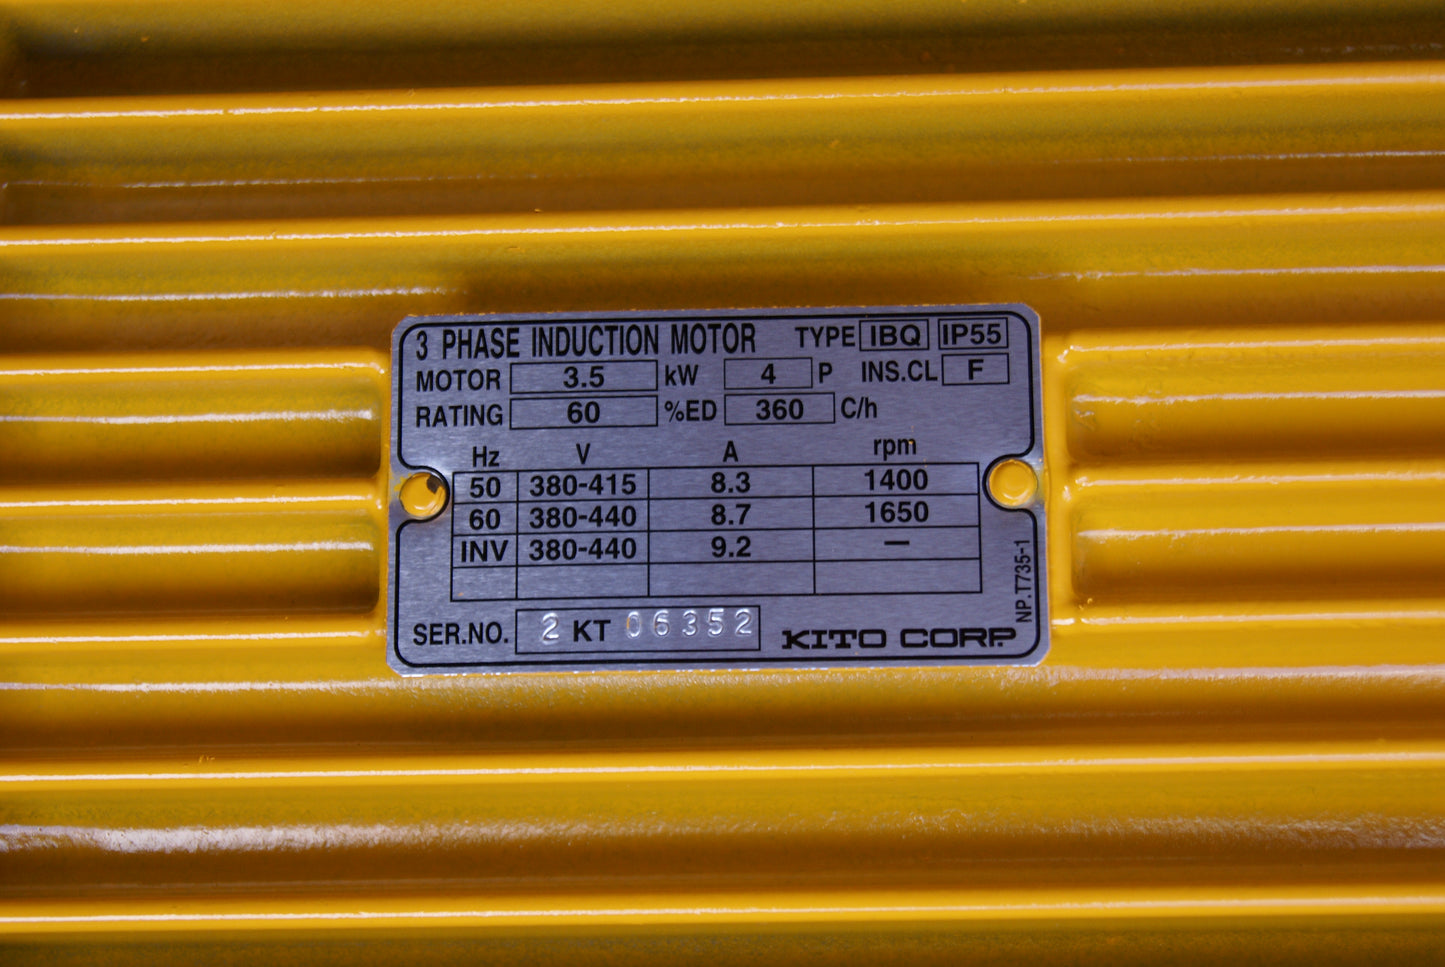 3 PHASE INDUCTION MOTOR TYPE IBQ IP55
MOTOR 3.5 kW 4 P INS.CL F
RATING 60 %ED 360 C/h
Hz V A rpm
50 380-415 8.3 1400
60 380-440 8.7 1650
INV 380-440 9.2 —
SER.NO. 2 KT 06352 KITO CORP.
NP.T735-1